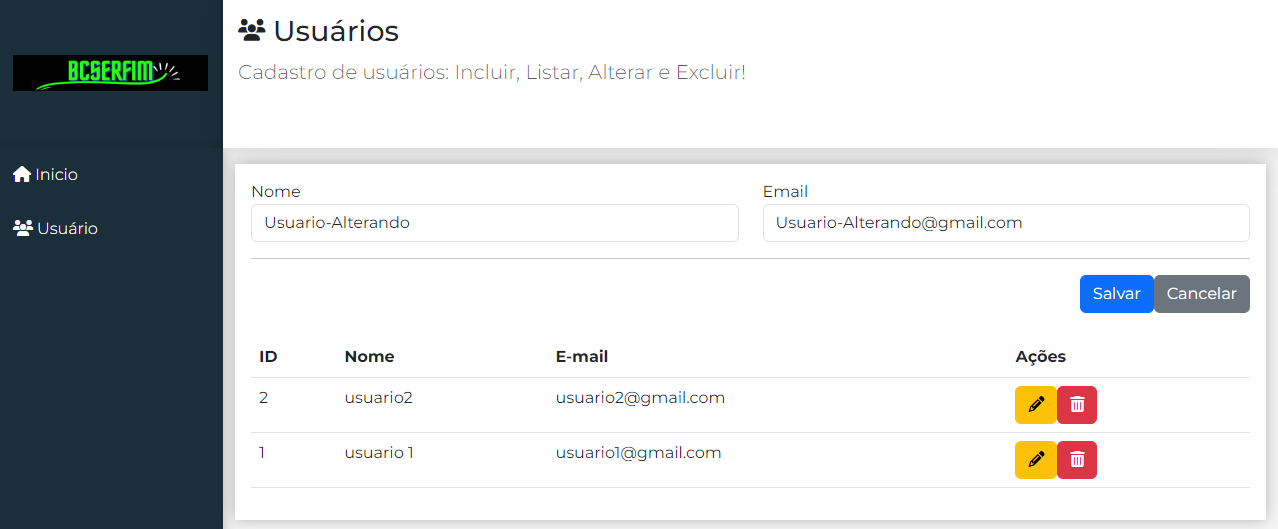 BCSERFIM
Usuários
Cadastro de usuários: Incluir, Listar, Alterar e Excluir!
Inicio
Usuário
Nome Email
Usuario-Alterando Usuario-Alterando@gmail.com
Salvar Cancelar
ID Nome E-mail Ações
2 usuario2 usuario2@gmail.com
1 usuario 1 usuario1@gmail.com